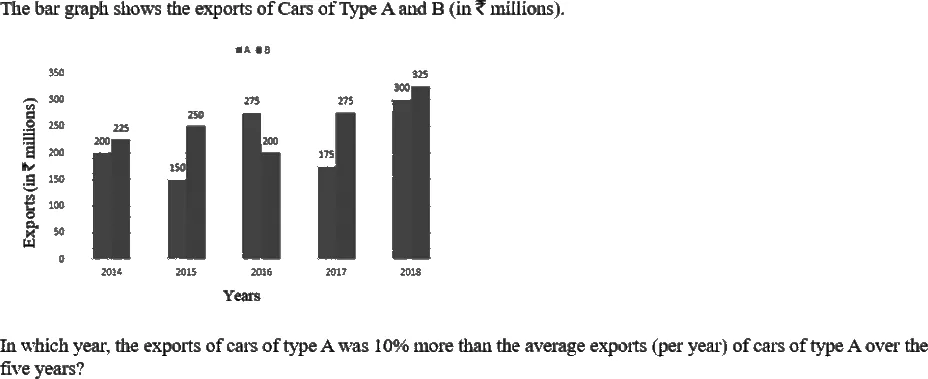 The bar graph shows the exports of Cars of Type A and B (in ₹ millions).
A B
350
300
250
200
150
100
50
0
Exports (in ₹ millions)
200 225
150 250
275 200
175 275
300 325
2014 2015 2016 2017 2018
Years
In which year, the exports of cars of type A was 10% more than the average exports (per year) of cars of type A over the
five years?